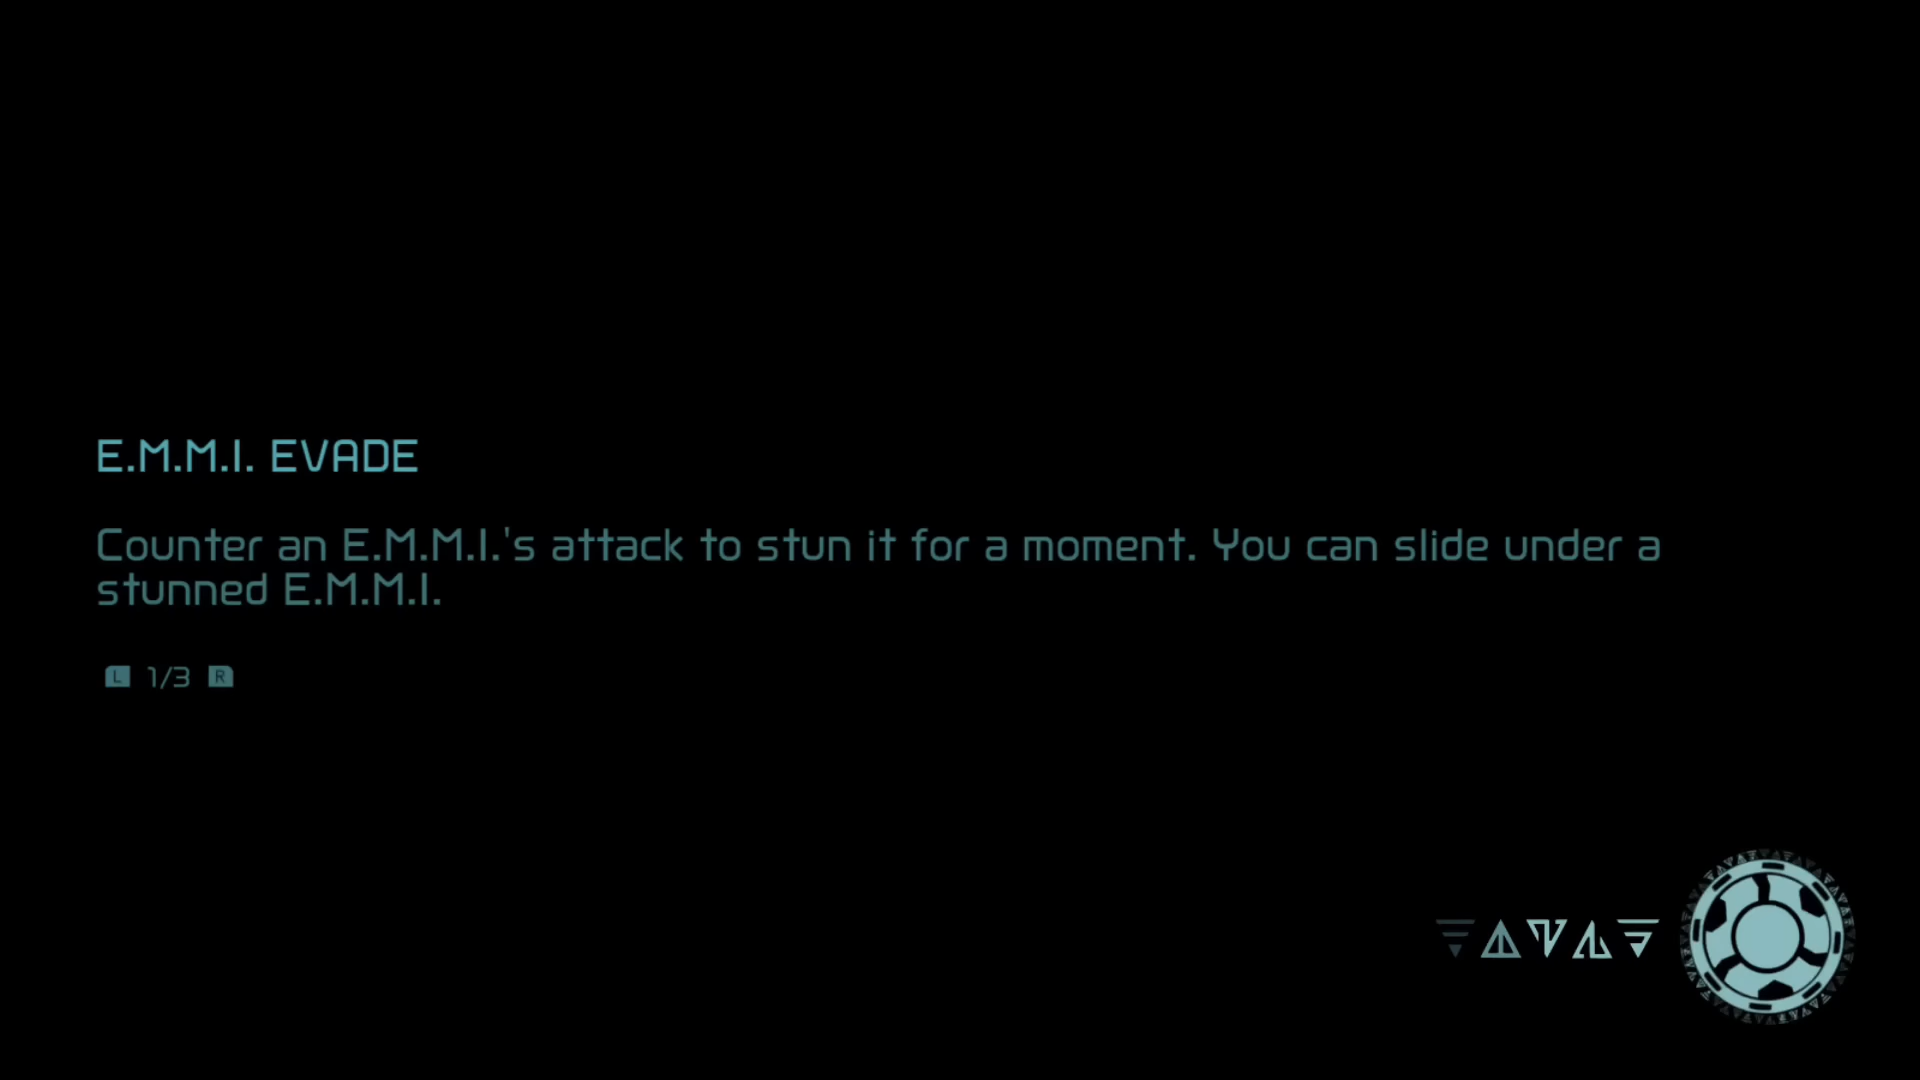 E.M.M.I. EVADE
Counter an E.M.M.I.'s attack to stun it for a moment. You can slide under a
stunned E.M.M.I.
L 1/3 R